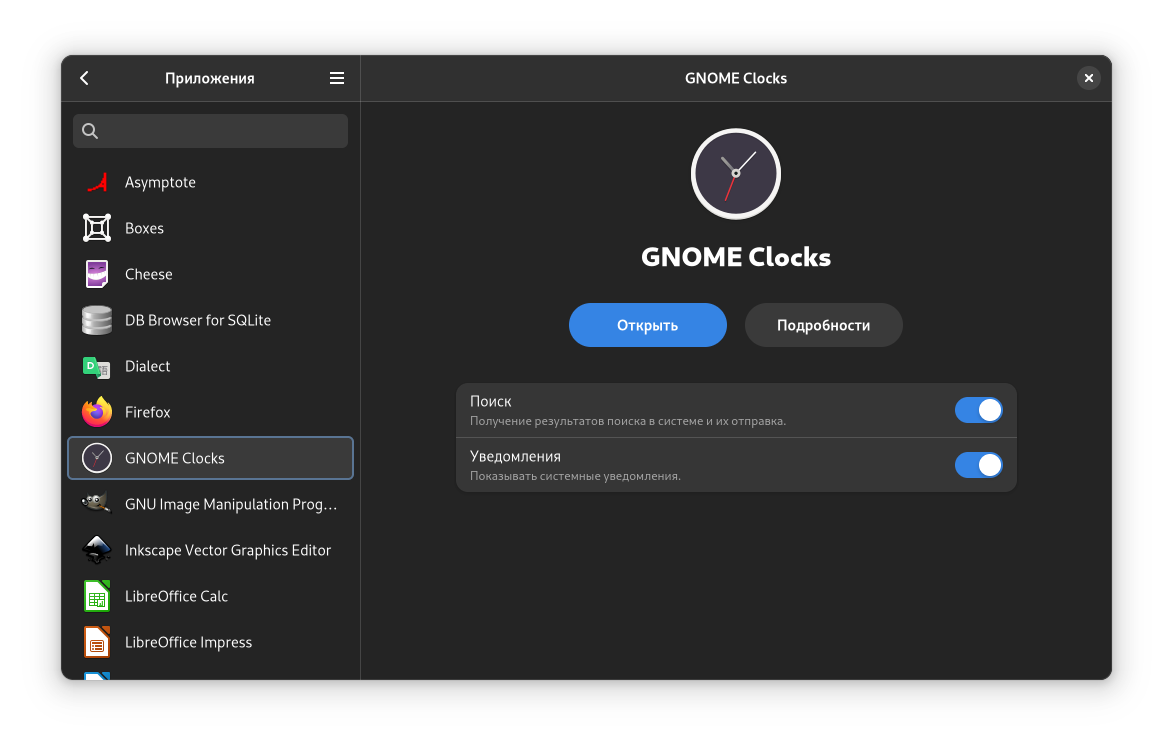 Приложения
GNOME Clocks
Asymptote
Boxes
Cheese
DB Browser for SQLite
D
Dialect
Firefox
GNOME Clocks
GNU Image Manipulation Prog…
Inkscape Vector Graphics Editor
LibreOffice Calc
LibreOffice Impress
GNOME Clocks
Открыть
Подробности
Поиск
Получение результатов поиска в системе и их отправка.
Уведомления
Показывать системные уведомления.